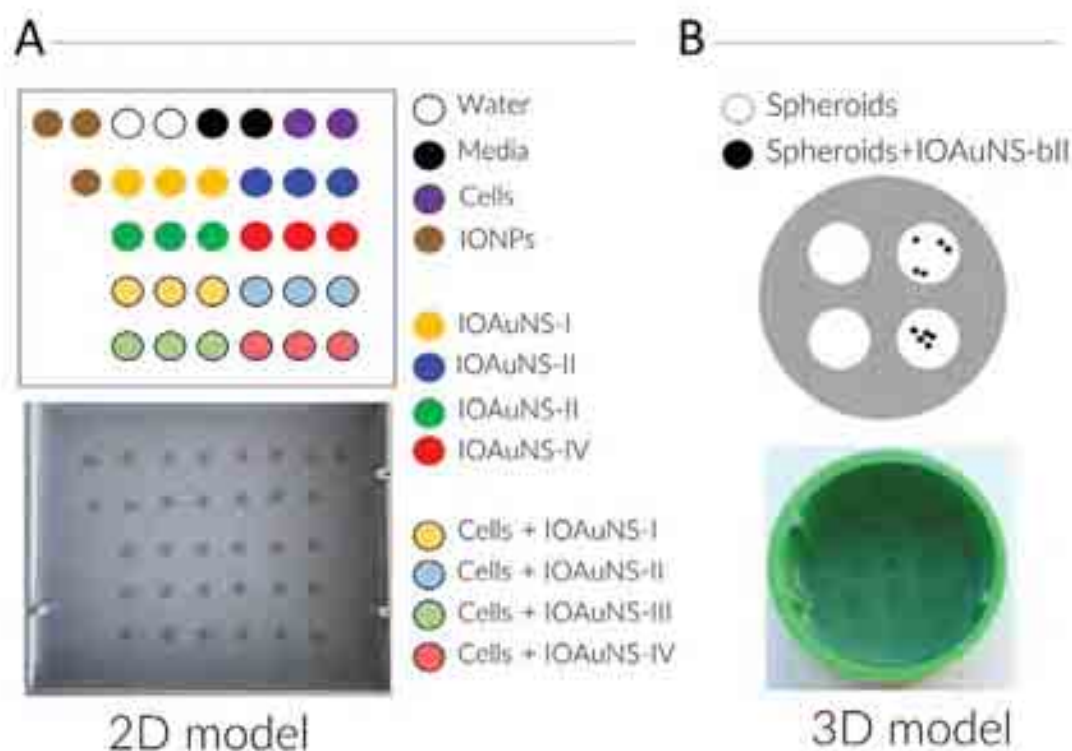 A
Water
Media
Cells
IONPs
IOAuNS-I
IOAuNS-II
IOAuNS-II
IOAuNS-IV
Cells + IOAuNS-I
Cells + IOAuNS-II
Cells + IOAuNS-III
Cells + IOAuNS-IV
2D model
B
Spheroids
Spheroids+IOAuNS-bII
3D model